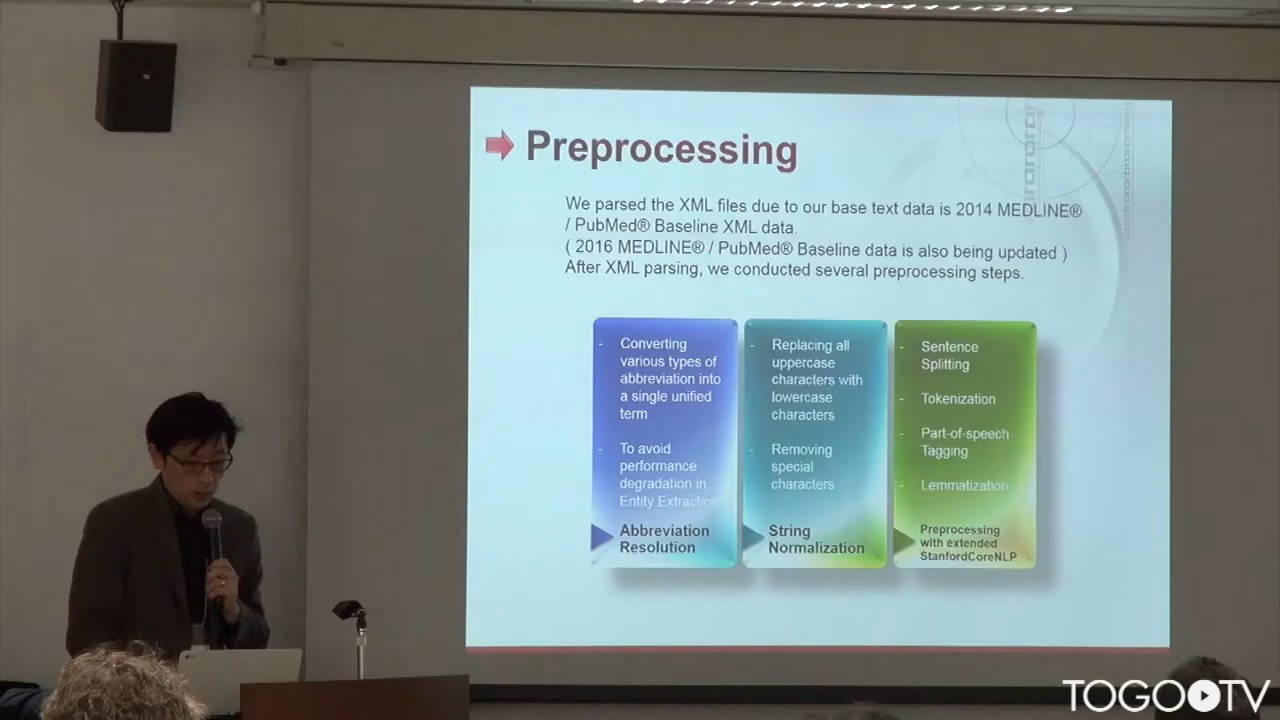 Preprocessing
We parsed the XML files due to our base text data is 2014 MEDLINE®
/ PubMed® Baseline XML data.
( 2016 MEDLINE® / PubMed® Baseline data is also being updated )
After XML parsing, we conducted several preprocessing steps.
- Converting
various types of
abbreviation into
a single unified
term
- To avoid
performance
degradation in
Entity Extraction
Abbreviation
Resolution
- Replacing all
uppercase
characters with
lowercase
characters
- Removing
special
characters
String
Normalization
- Sentence
Splitting
- Tokenization
- Part-of-speech
Tagging
- Lemmatization
Preprocessing
with extended
StanfordCoreNLP
TOGOTV